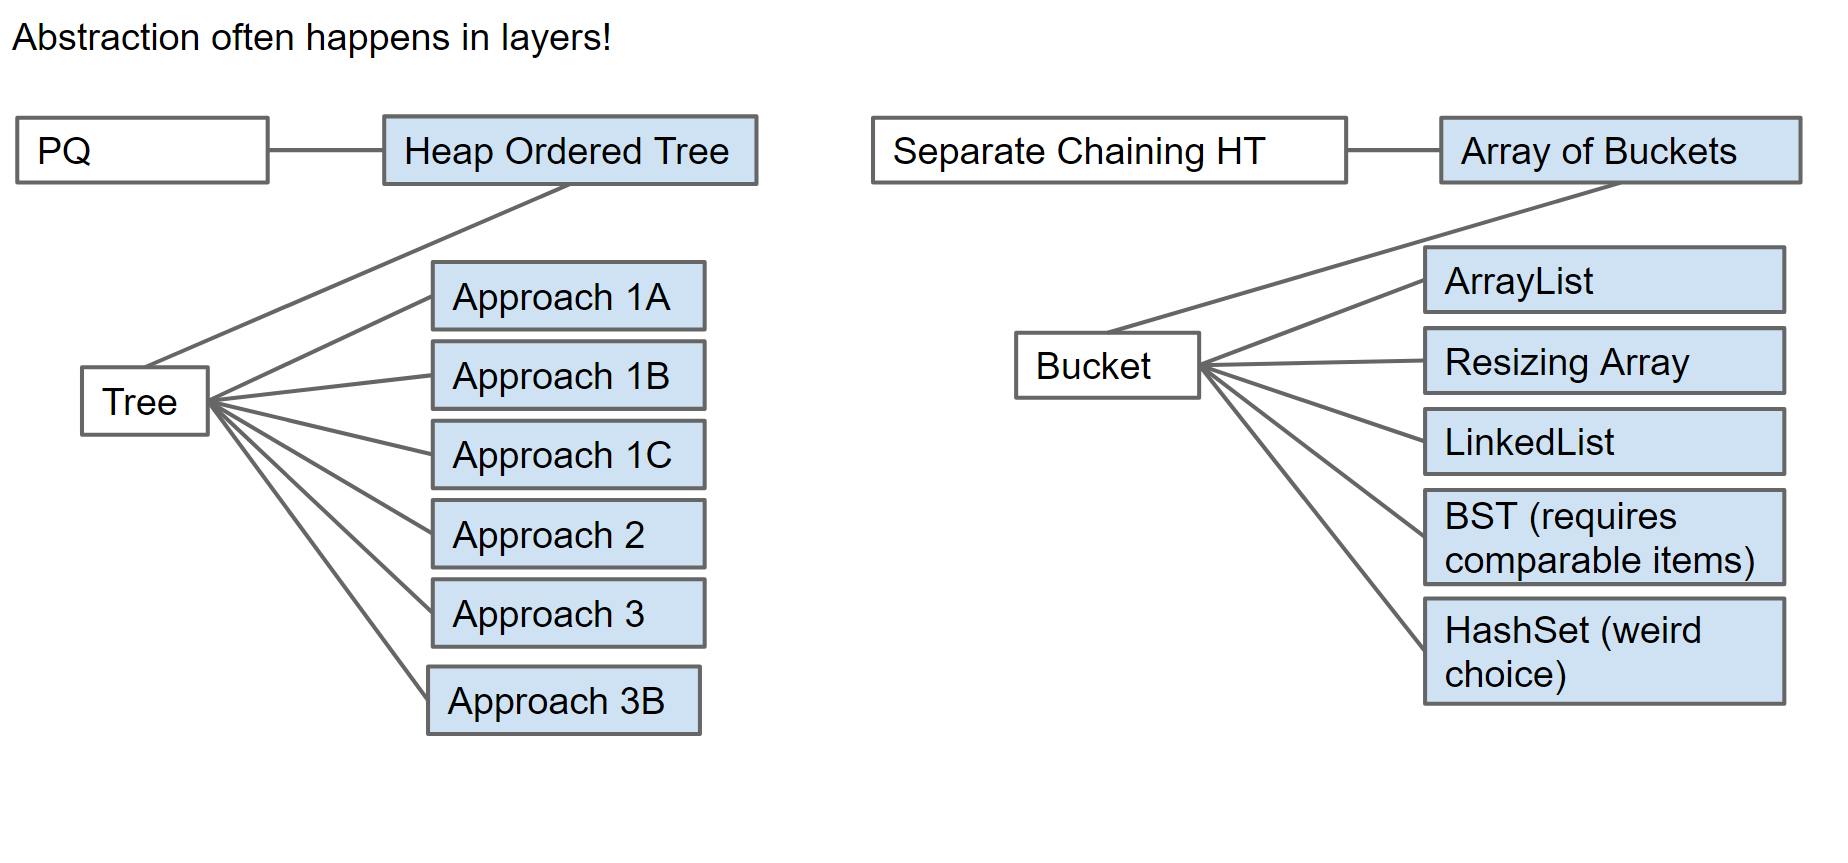 Abstraction often happens in layers!
PQ
Heap Ordered Tree
Tree
Approach 1A
Approach 1B
Approach 1C
Approach 2
Approach 3
Approach 3B
Separate Chaining HT
Array of Buckets
Bucket
ArrayList
Resizing Array
LinkedList
BST (requires
comparable items)
HashSet (weird
choice)